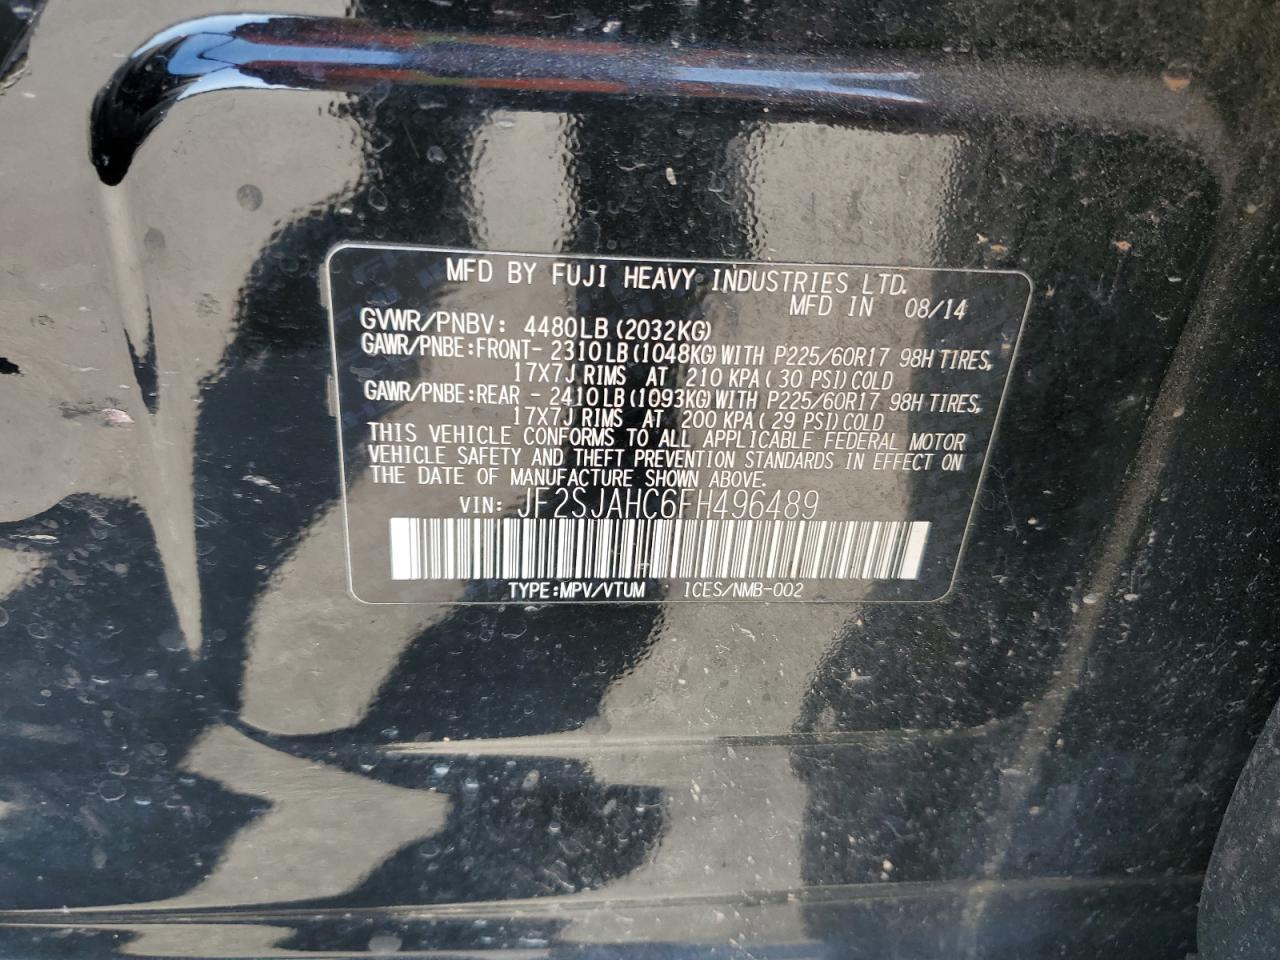 MFD BY FUJI HEAVY INDUSTRIES LTD.
MFD IN 08/14
GVWR/PNBV: 4480LB(2032KG)
GAWR/PNBE:FRONT- 2310LB(1048KG)WITH P225/60R17 98H TIRES,
17X7J RIMS AT 210 KPA(30 PSI)COLD
GAWR/PNBE:REAR - 2410LB(1093KG)WITH P225/60R17 98H TIRES,
17X7J RIMS AT 200 KPA(29 PSI)COLD
THIS VEHICLE CONFORMS TO ALL APPLICABLE FEDERAL MOTOR
VEHICLE SAFETY AND THEFT PREVENTION STANDARDS IN EFFECT ON
THE DATE OF MANUFACTURE SHOWN ABOVE.
VIN: JF2SJAHC6FH496489
TYPE:MPV/VTUM ICES/NMB-002